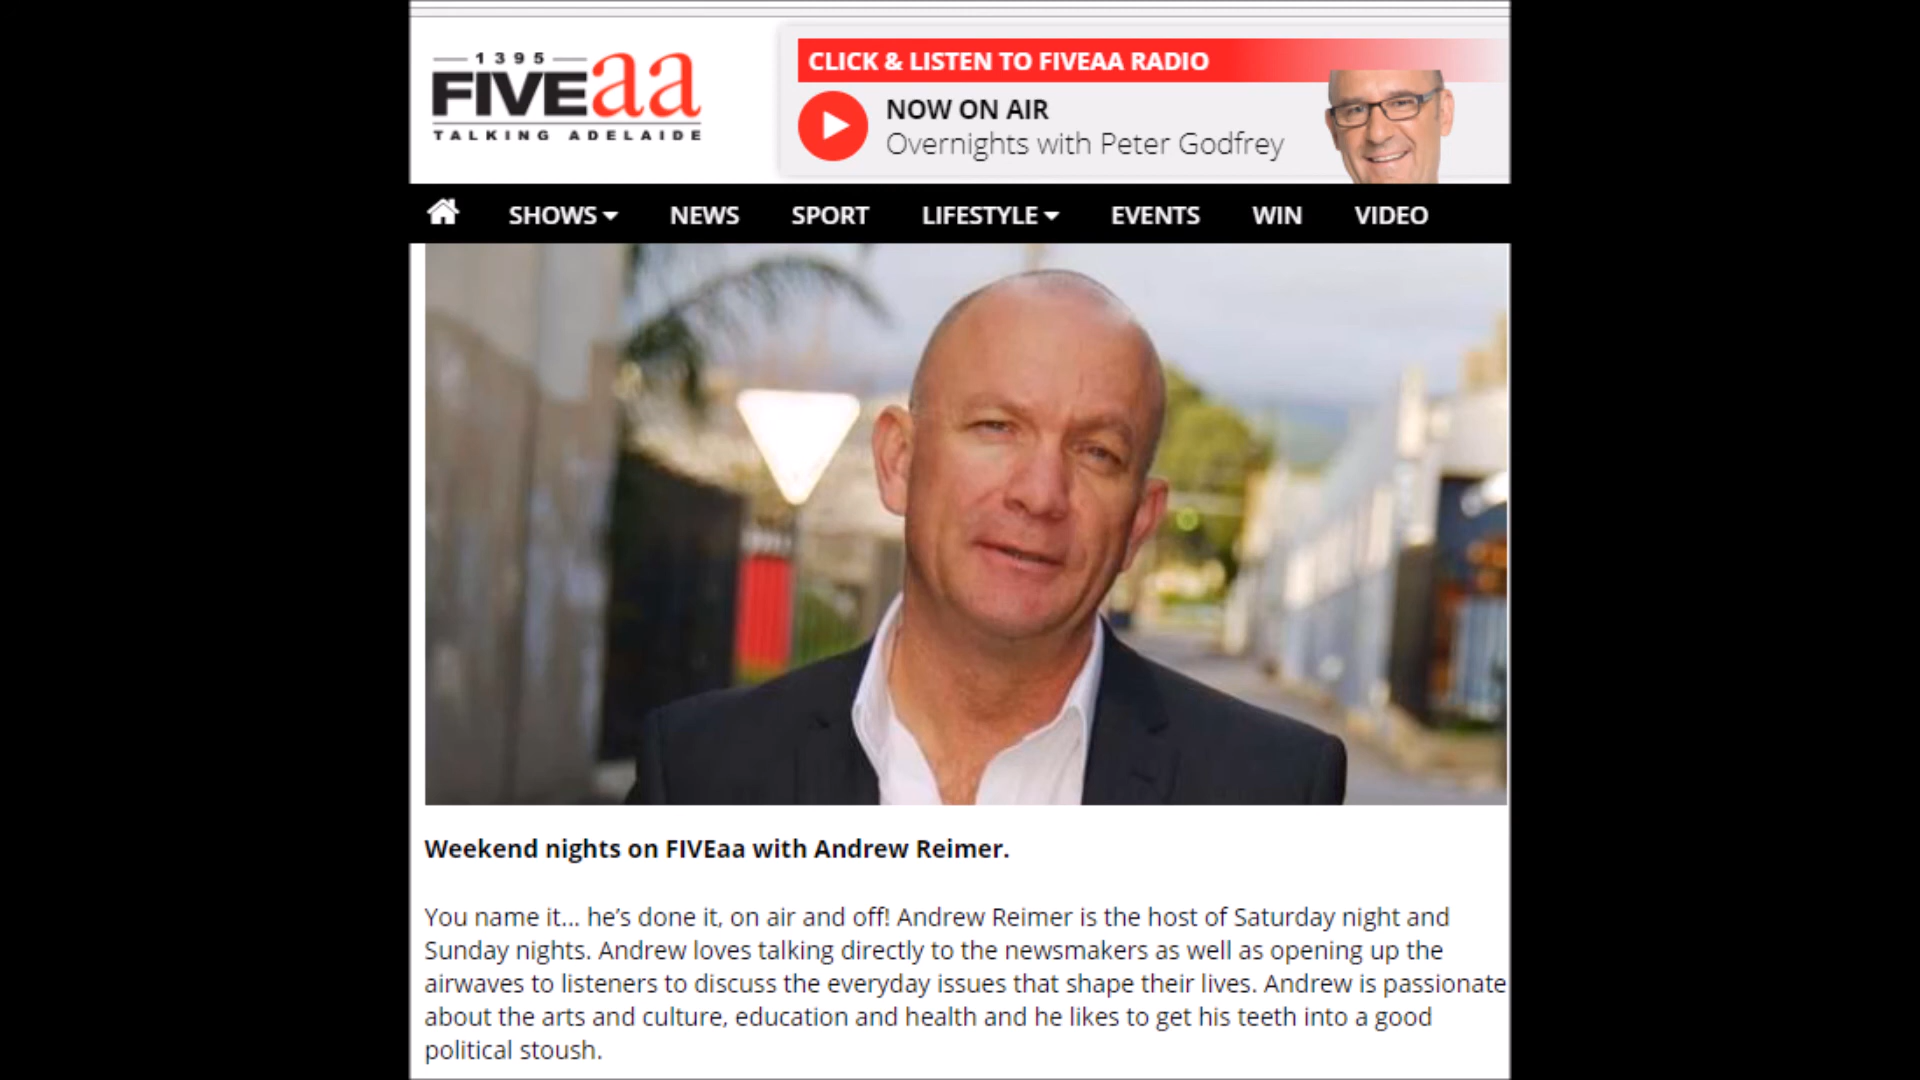 1395
FIVEaa
TALKING ADELAIDE
CLICK & LISTEN TO FIVEAA RADIO
NOW ON AIR
Overnights with Peter Godfrey
SHOWS NEWS SPORT LIFESTYLE EVENTS WIN VIDEO
Weekend nights on FIVEaa with Andrew Reimer.
You name it... he’s done it, on air and off! Andrew Reimer is the host of Saturday night and
Sunday nights. Andrew loves talking directly to the newsmakers as well as opening up the
airwaves to listeners to discuss the everyday issues that shape their lives. Andrew is passionate
about the arts and culture, education and health and he likes to get his teeth into a good
political stoush.